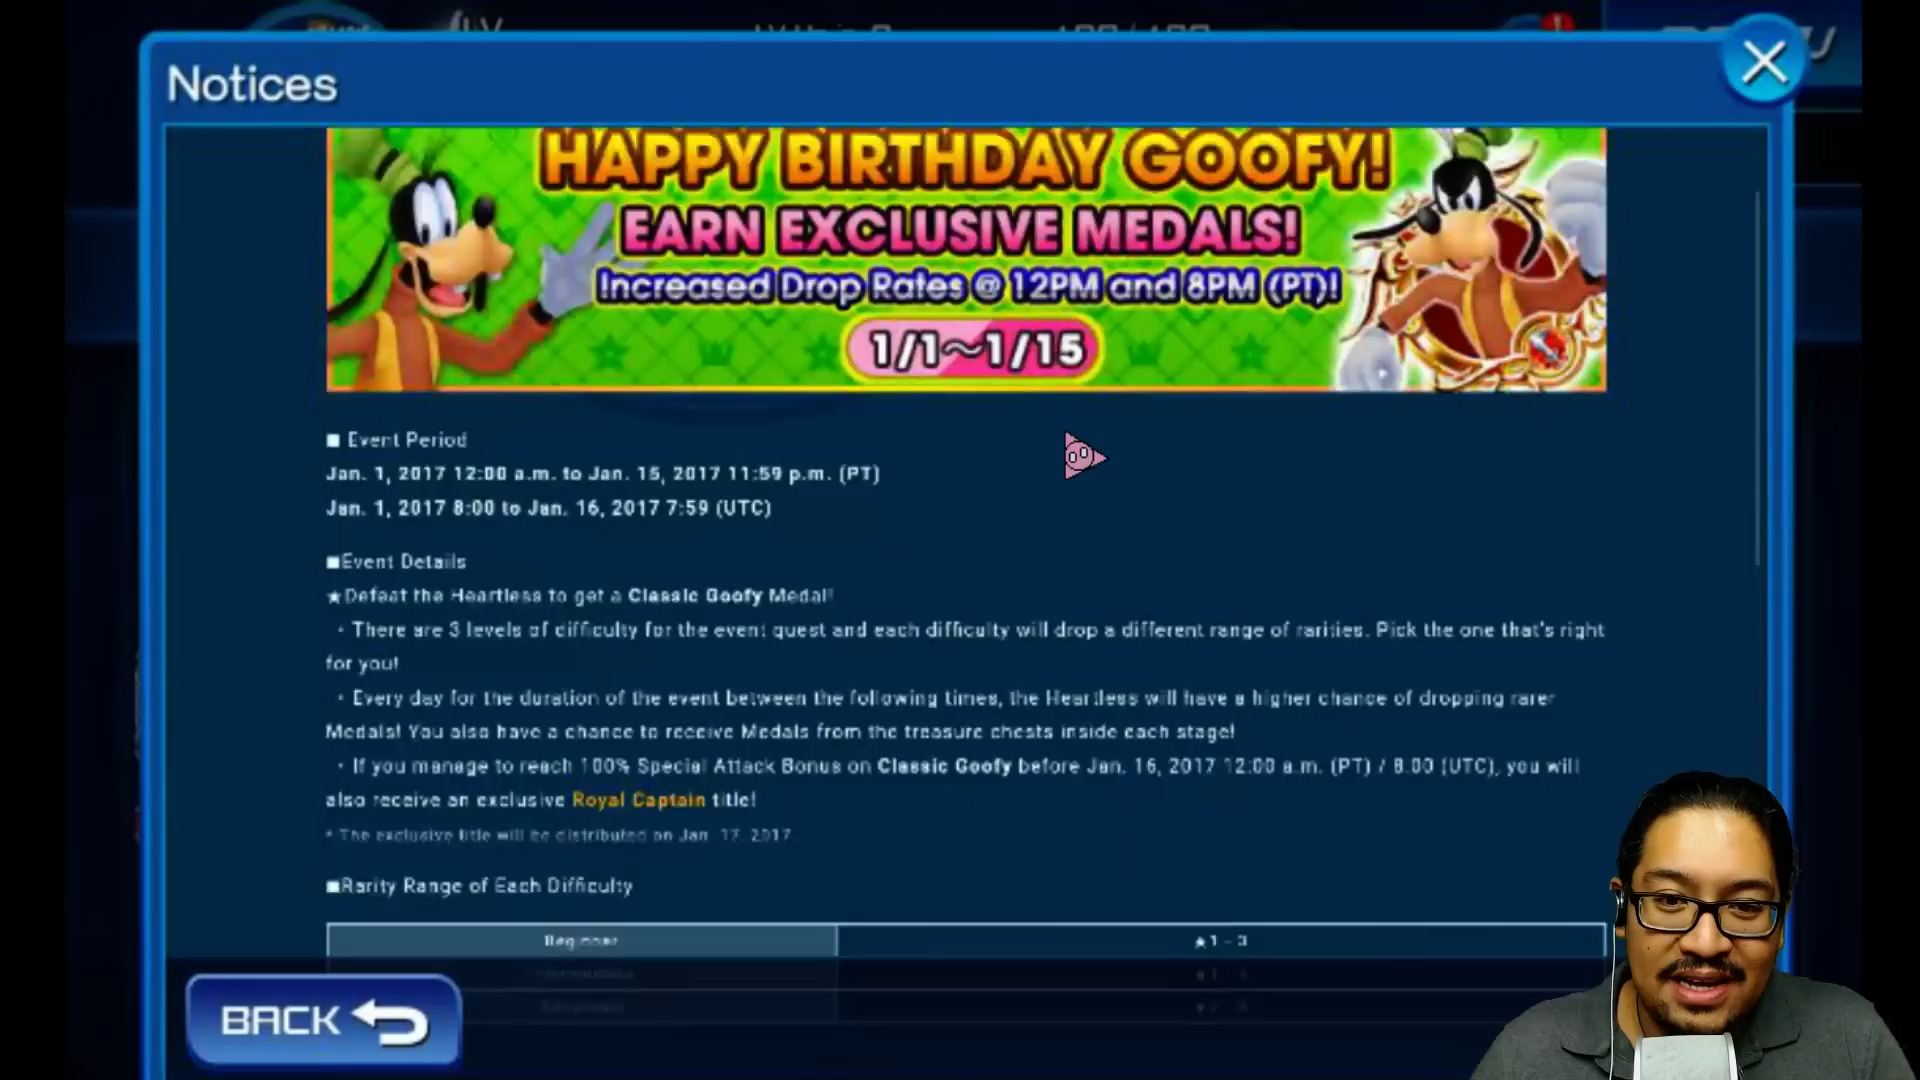 Notices
HAPPY BIRTHDAY GOOFY!
EARN EXCLUSIVE MEDALS!
Increased Drop Rates @ 12PM and 8PM (PT)!
1/1~1/15
■ Event Period
Jan. 1, 2017 12:00 a.m. to Jan. 15, 2017 11:59 p.m. (PT)
Jan. 1, 2017 8:00 to Jan. 16, 2017 7:59 (UTC)
■Event Details
★Defeat the Heartless to get a Classic Goofy Medal!
・There are 3 levels of difficulty for the event quest and each difficulty will drop a different range of rarities. Pick the one that's right
for you!
・Every day for the duration of the event between the following times, the Heartless will have a higher chance of dropping rarer
Medals! You also have a chance to receive Medals from the treasure chests inside each stage!
・If you manage to reach 100% Special Attack Bonus on Classic Goofy before Jan. 16, 2017 12:00 a.m. (PT) / 8:00 (UTC), you will
also receive an exclusive Royal Captain title!
* The exclusive title will be distributed on Jan. 17, 2017.
■Rarity Range of Each Difficulty
Beginner ★1 - 3
BACK